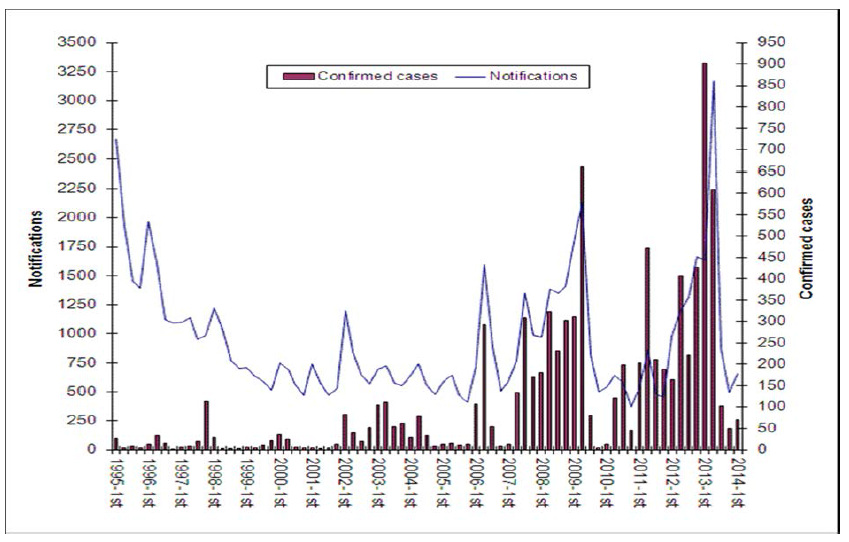 3500
3250
3000
2750
2500
2250
2000
1750
1500
1250
1000
750
500
250
0
Notifications
Confirmed cases Notifications
950
900
850
800
750
700
650
600
550
500
450
400
350
300
250
200
150
100
50
0
Confirmed cases
1995-1st
1996-1st
1997-1st
1998-1st
1999-1st
2000-1st
2001-1st
2002-1st
2003-1st
2004-1st
2005-1st
2006-1st
2007-1st
2008-1st
2009-1st
2010-1st
2011-1st
2012-1st
2013-1st
2014-1st